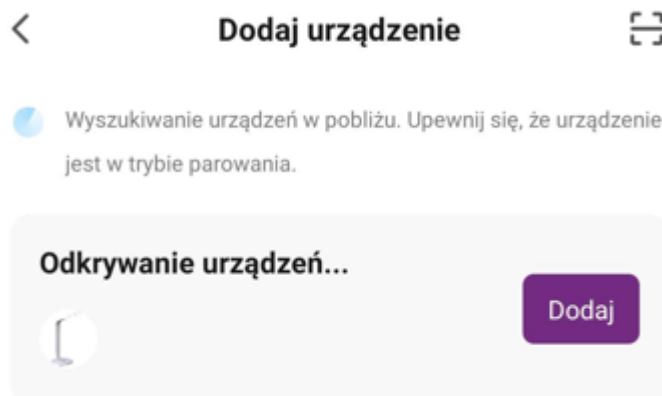 Dodaj urządzenie
Wyszukiwanie urządzeń w pobliżu. Upewnij się, że urządzenie
jest w trybie parowania.
Odkrywanie urządzeń...
Dodaj